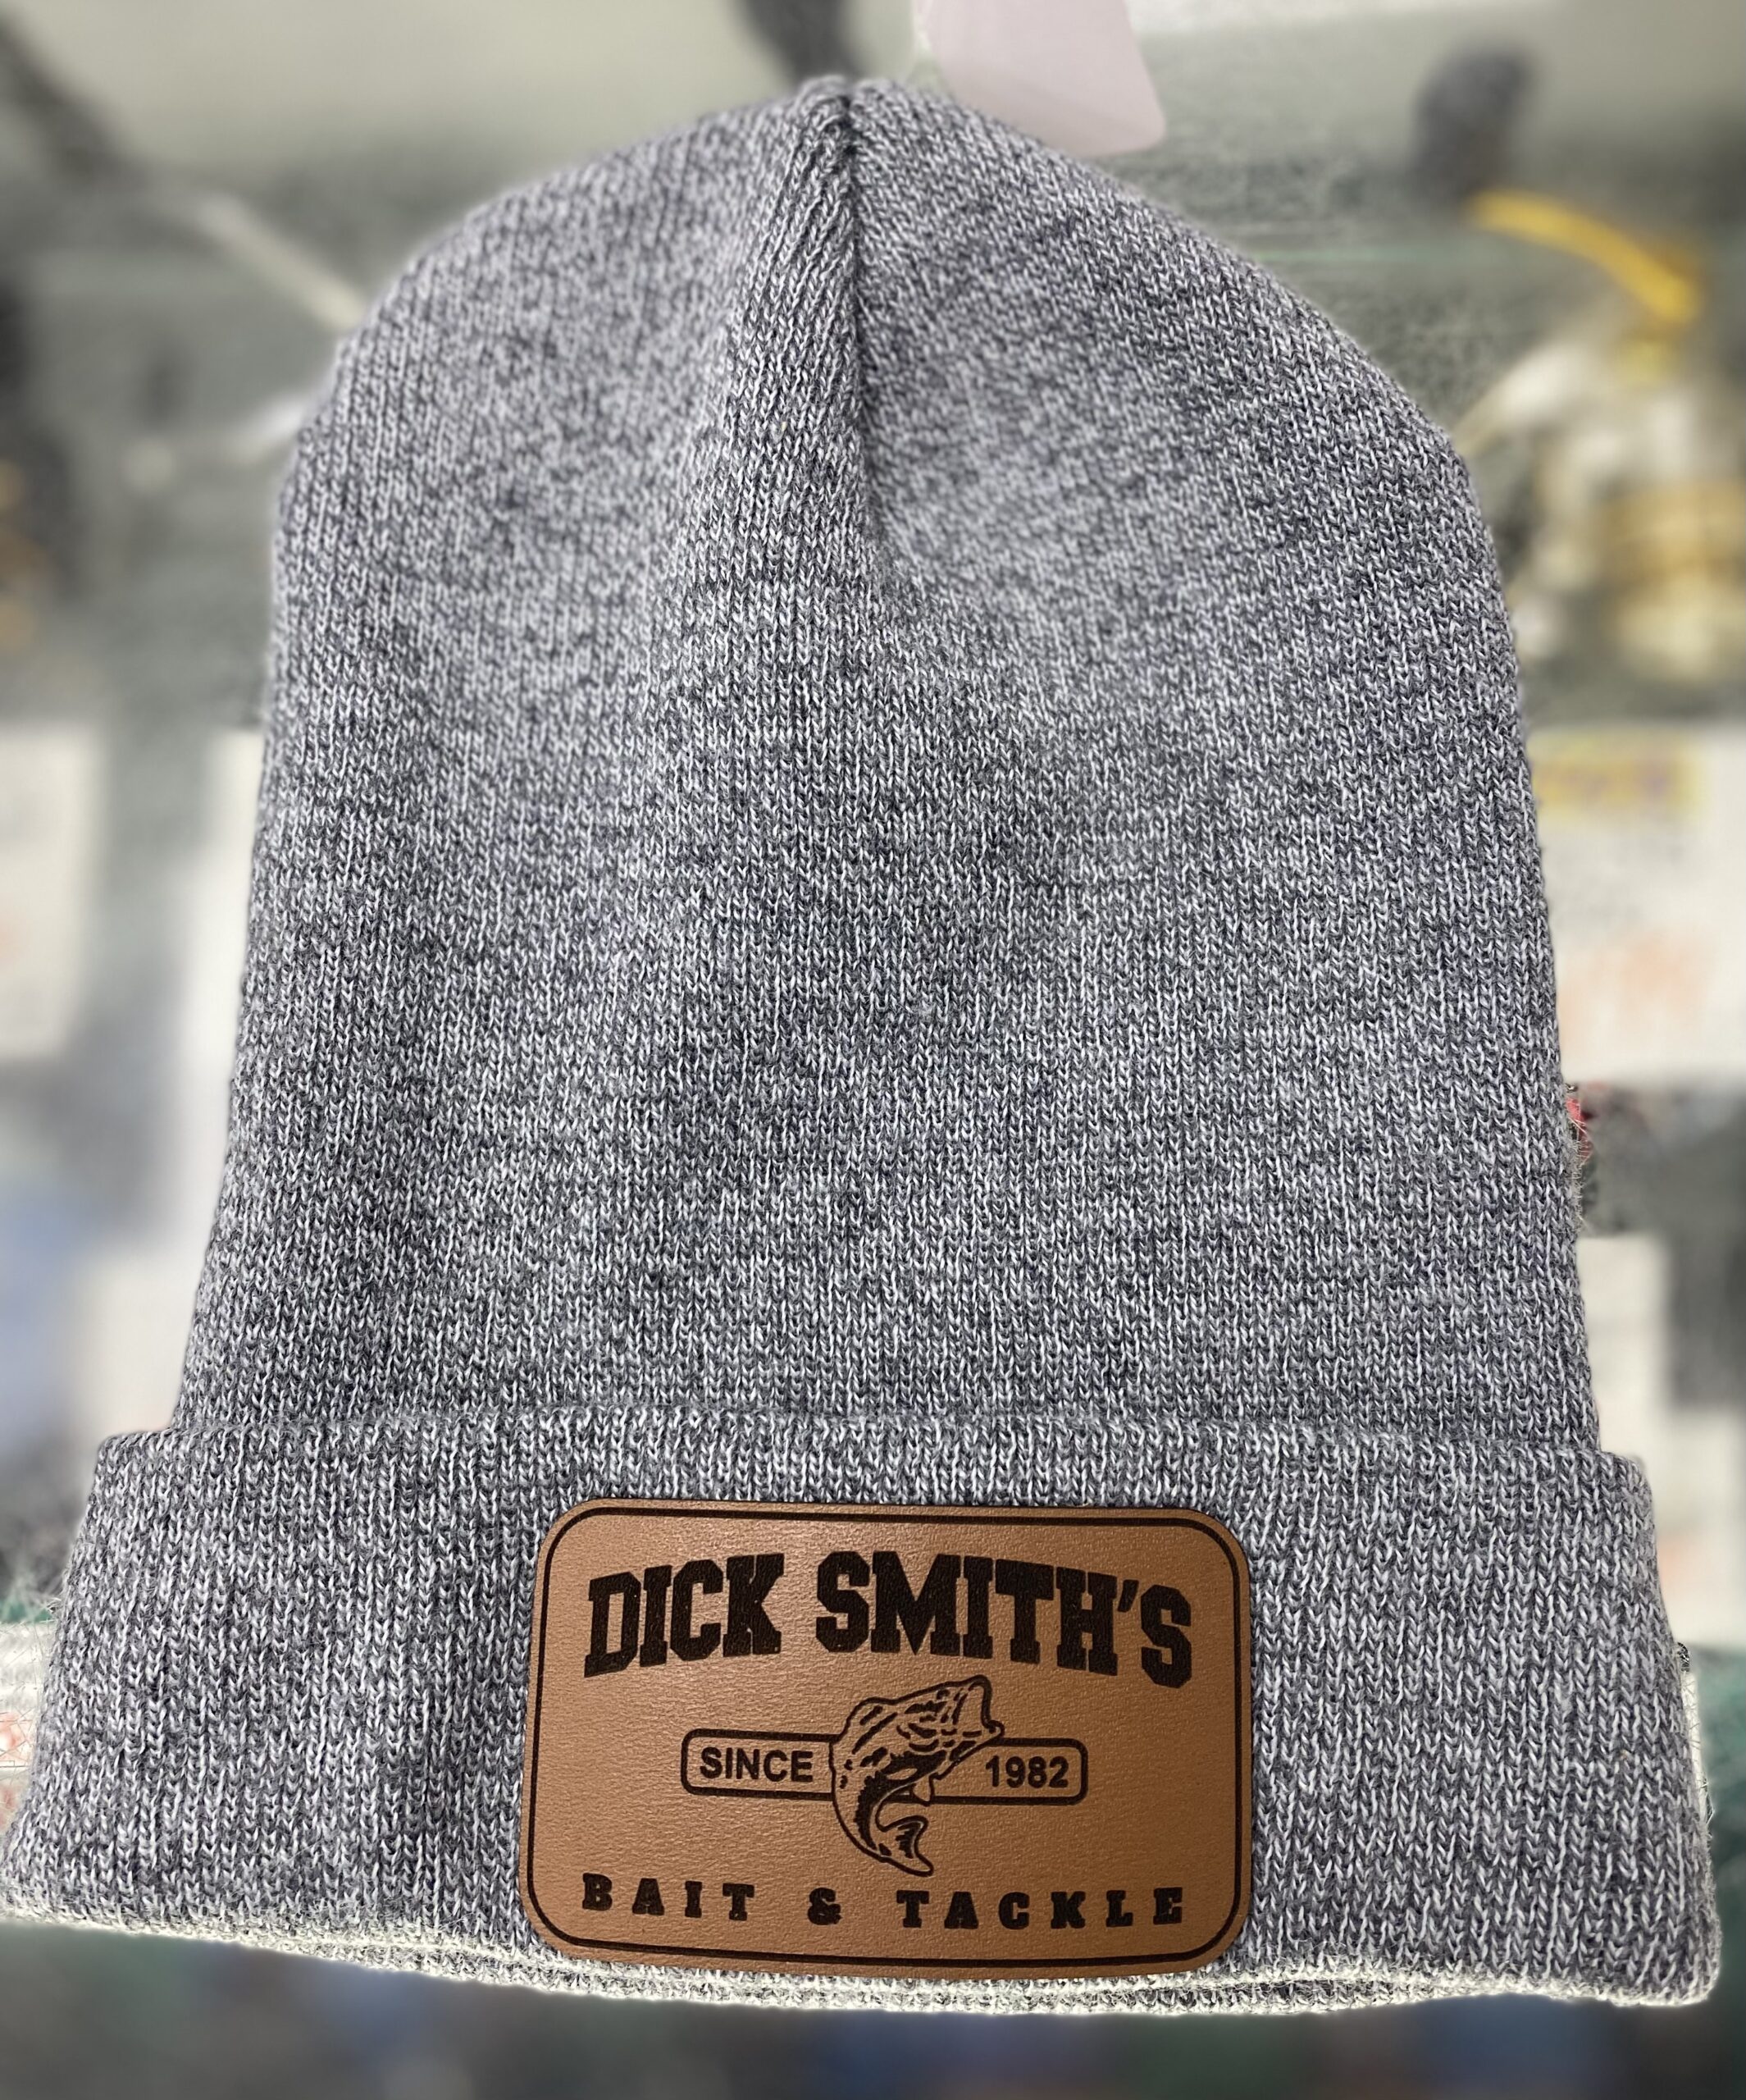 DICK SMITH'S
SINCE 1982
BAIT & TACKLE